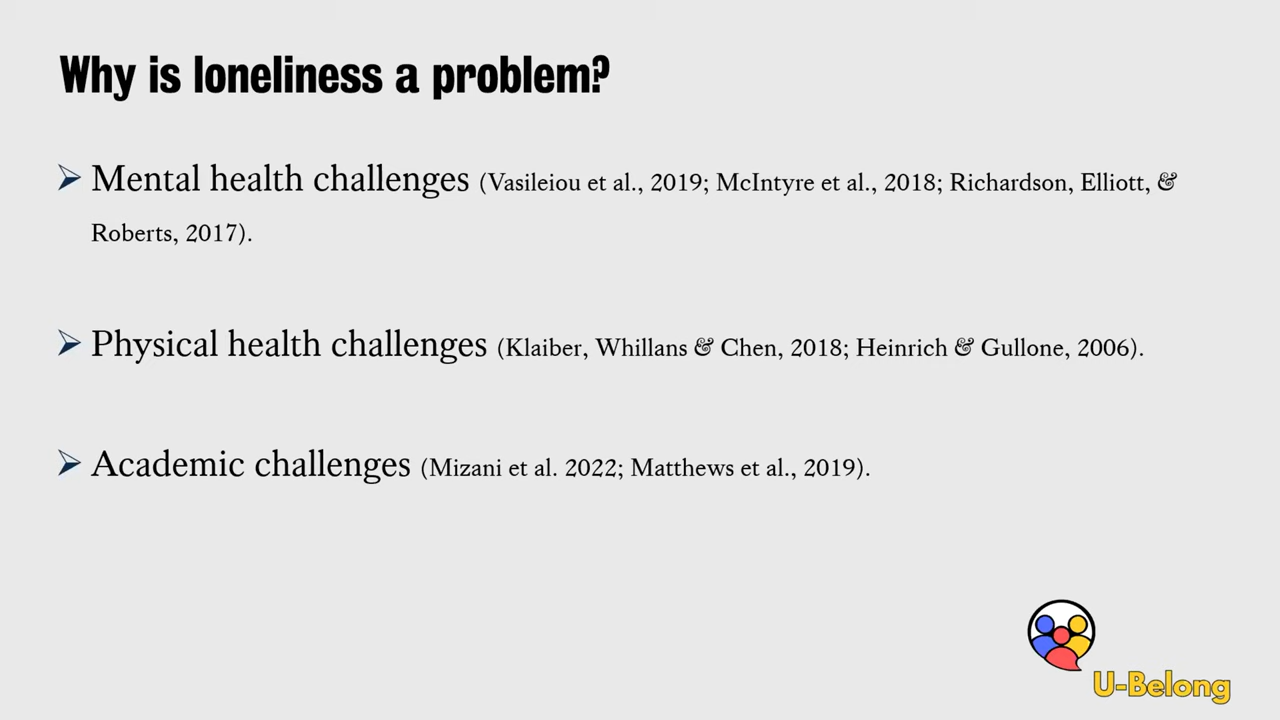 Why is loneliness a problem?
➢ Mental health challenges (Vasileiou et al., 2019; McIntyre et al., 2018; Richardson, Elliott, &
Roberts, 2017).
➢ Physical health challenges (Klaiber, Whillans & Chen, 2018; Heinrich & Gullone, 2006).
➢ Academic challenges (Mizani et al. 2022; Matthews et al., 2019).
U-Belong